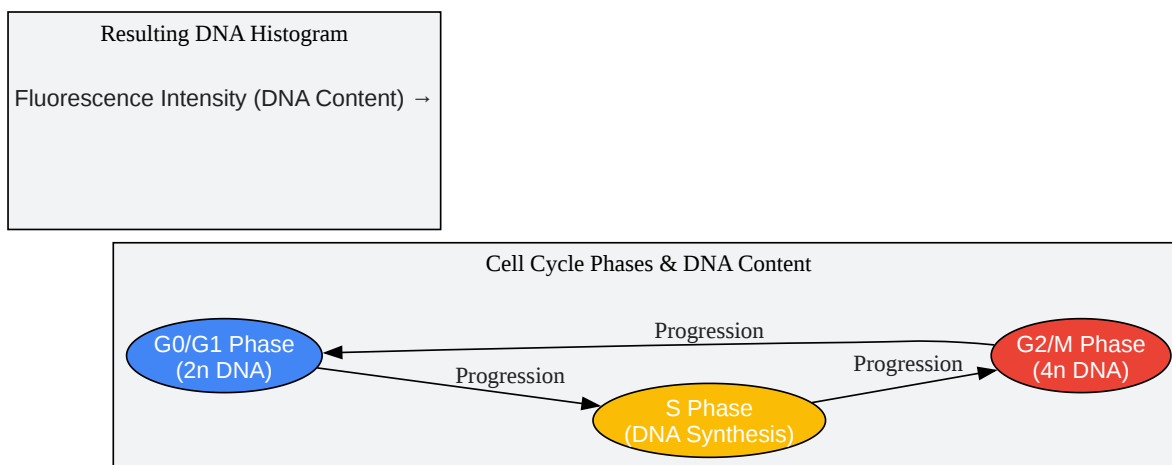 Resulting DNA Histogram
Fluorescence Intensity (DNA Content) →
Cell Cycle Phases & DNA Content
Progression
G0/G1 Phase
(2n DNA)
G2/M Phase
(4n DNA)
Progression
Progression
S Phase
(DNA Synthesis)